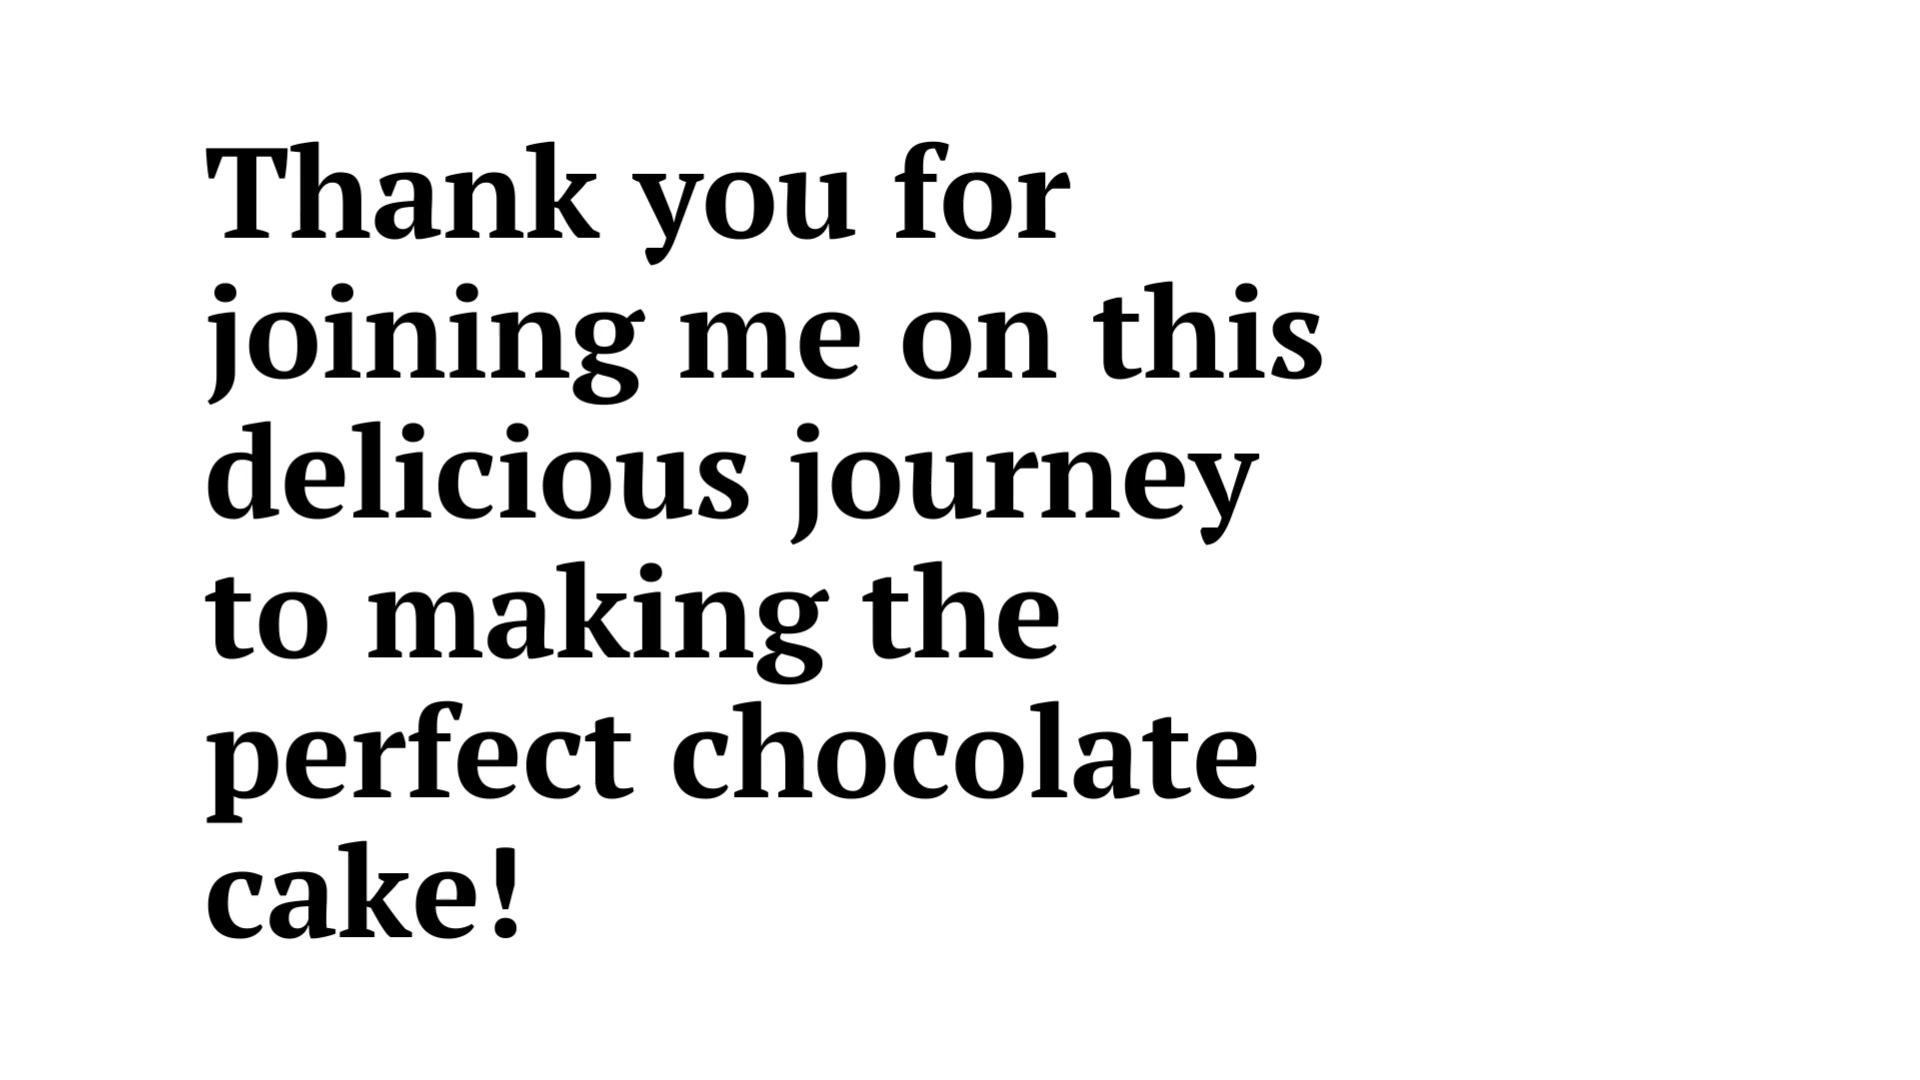 Thank you for
joining me on this
delicious journey
to making the
perfect chocolate
cake!